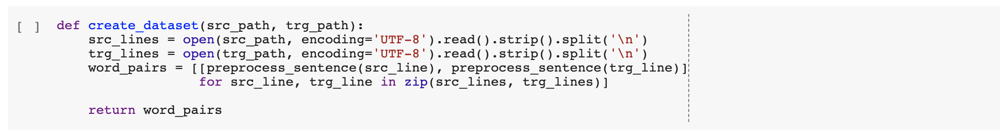 [ ] def create_dataset(src_path, trg_path):
    src_lines = open(src_path, encoding='UTF-8').read().strip().split('\n')
    trg_lines = open(trg_path, encoding='UTF-8').read().strip().split('\n')
    word_pairs = [[preprocess_sentence(src_line), preprocess_sentence(trg_line)]
                  for src_line, trg_line in zip(src_lines, trg_lines)]

    return word_pairs